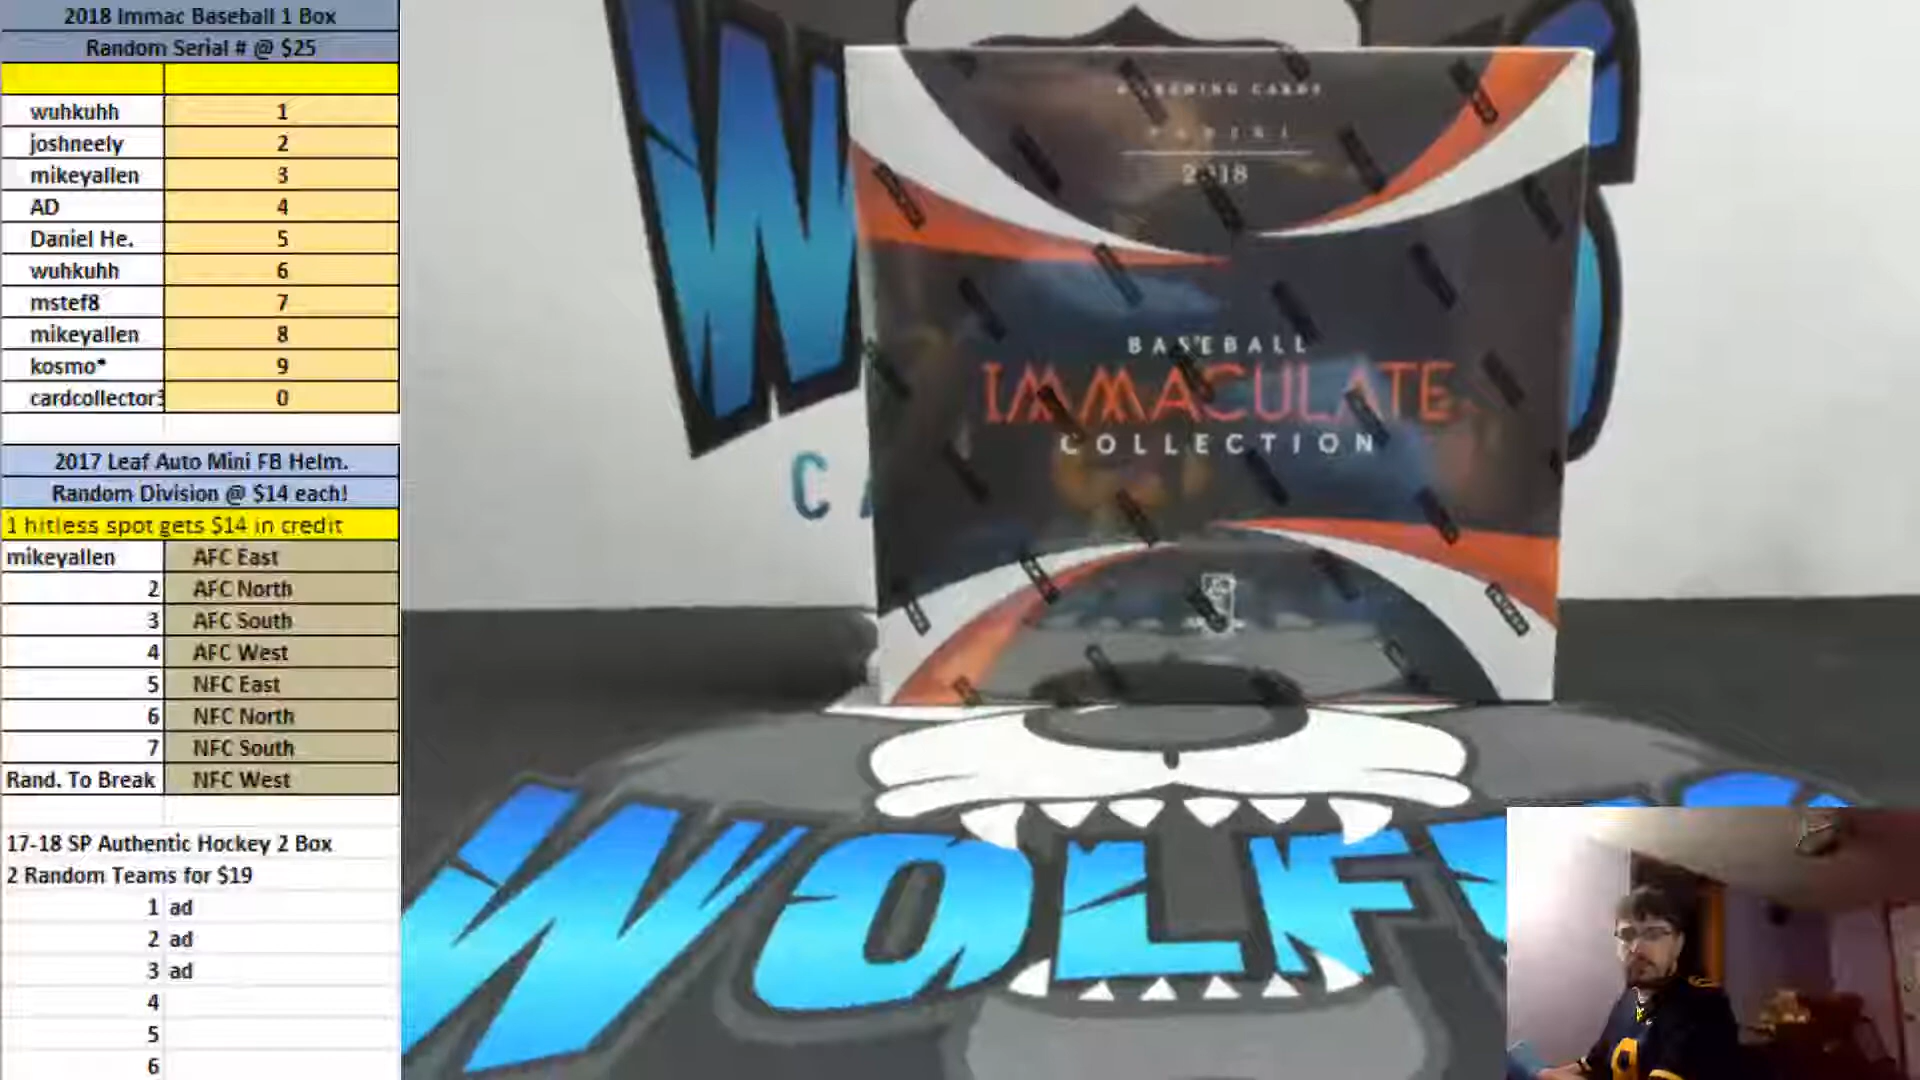 2018 Immac Baseball 1 Box
Random Serial # @ $25
wuhkuhh 1
joshneely 2
mikeyallen 3
AD 4
Daniel He. 5
wuhkuhh 6
mstef8 7
mikeyallen 8
kosmo* 9
cardcollector3 0
2017 Leaf Auto Mini FB Helm.
Random Division @ $14 each!
1 hitless spot gets $14 in credit
mikeyallen AFC East
2 AFC North
3 AFC South
4 AFC West
5 NFC East
6 NFC North
7 NFC South
Rand. To Break NFC West
17-18 SP Authentic Hockey 2 Box
2 Random Teams for $19
1 ad
2 ad
3 ad
4
5
6
CARDS
PANINI
2018
BASEBALL
IMMACULATE
COLLECTION
W
CA
WOLF
9